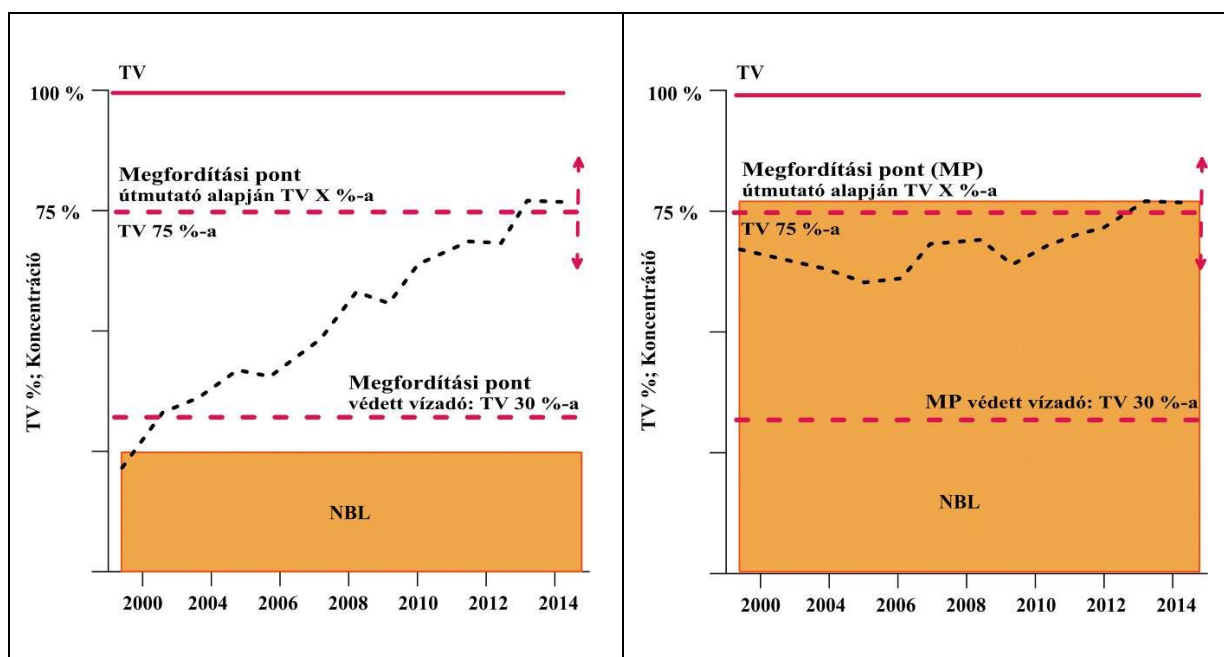 TV
100 %
Megfordítási pont
útmutató alapján TV X %-a
75 %
TV 75 %-a
Megfordítási pont
védett vízadó: TV 30 %-a
NBL
TV %; Koncentráció
2000 2004 2006 2008 2010 2012 2014
TV
100 %
Megfordítási pont (MP)
útmutató alapján TV X %-a
75 %
TV 75 %-a
MP védett vízadó: TV 30 %-a
NBL
TV %; Koncentráció
2000 2004 2006 2008 2010 2012 2014